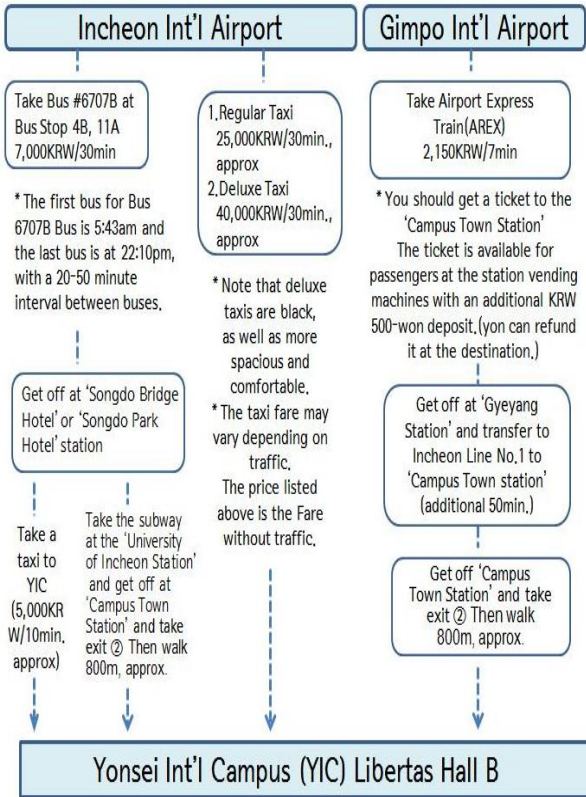 Incheon Int'l Airport
Take Bus #6707B at
Bus Stop 4B, 11A
7,000KRW/30min
* The first bus for Bus
6707B Bus is 5:43am and
the last bus is at 22:10pm,
with a 20-50 minute
interval between buses.
Get off at 'Songdo Bridge
Hotel' or 'Songdo Park
Hotel' station
Take a
taxi to
YIC
(5,000KR
W/10min.
approx)
Take the subway
at the 'University
of Incheon Station'
and get off at
'Campus Town
Station' and take
exit ② Then walk
800m, approx.
1.Regular Taxi
25,000KRW/30min.,
approx
2.Deluxe Taxi
40,000KRW/30min.,
approx
* Note that deluxe
taxis are black,
as well as more
spacious and
comfortable.
* The taxi fare may
vary depending on
traffic.
The price listed
above is the Fare
without traffic.
Gimpo Int'l Airport
Take Airport Express
Train(AREX)
2,150KRW/7min
* You should get a ticket to the
'Campus Town Station'
The ticket is available for
passengers at the station vending
machines with an additional KRW
500-won deposit.(yon can refund
it at the destination.)
Get off at 'Gyeyang
Station' and transfer to
Incheon Line No.1 to
'Campus Town station'
(additional 50min.)
Get off 'Campus
Town Station' and take
exit ② Then walk
800m, approx.
Yonsei Int'l Campus (YIC) Libertas Hall B